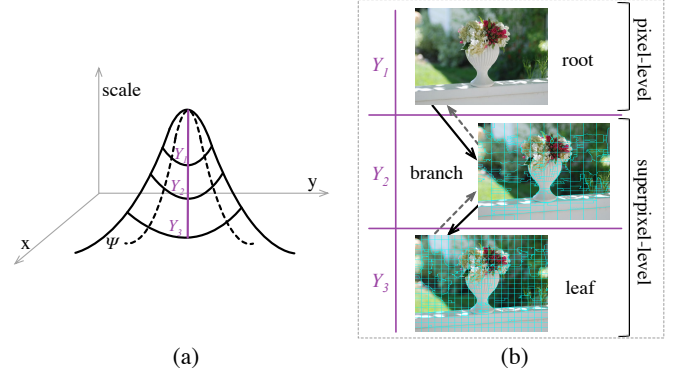 scale
Y1
Y2
Y3
y
x
Ψ
(a)
Y1
root
pixel-level
Y2
branch
superpixel-level
Y3
leaf
(b)